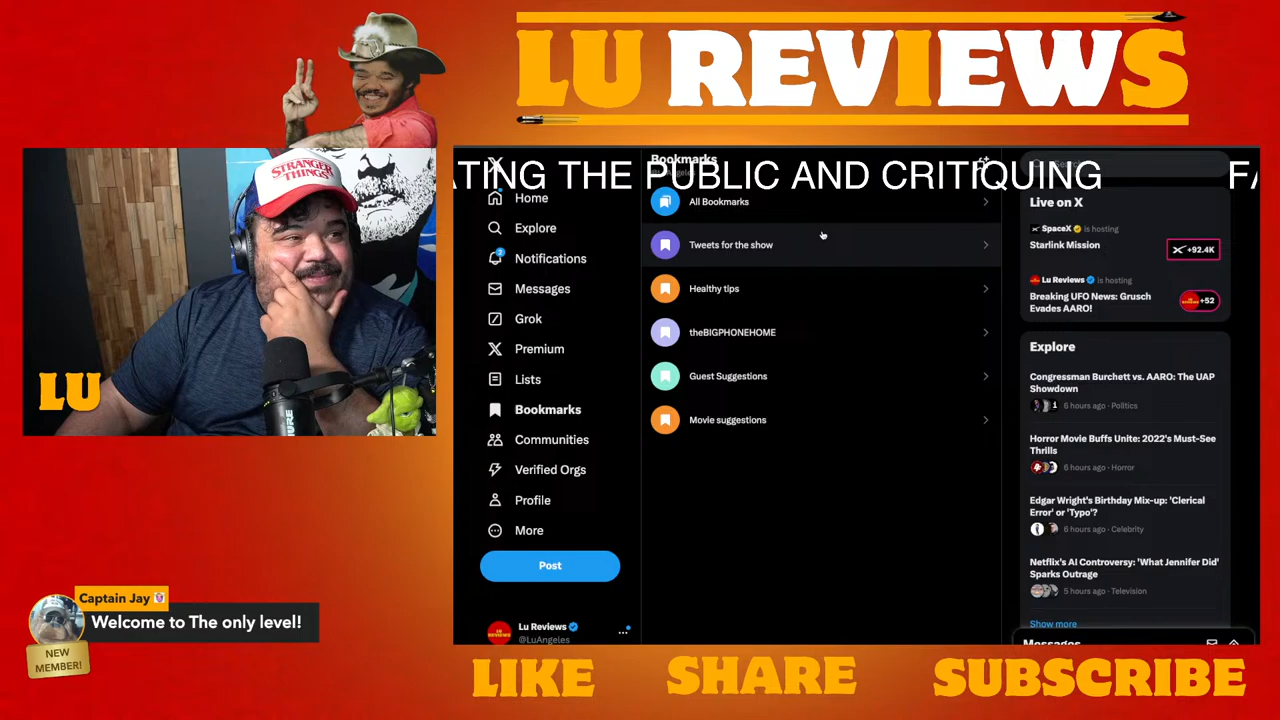 LU REVIEWS
STRANGER
THINGS
LU
SHURE
Captain Jay
Welcome to The only level!
NEW
MEMBER!
ATING THE PUBLIC AND CRITIQUING FA
Home
Explore
2
Notifications
Messages
Grok
Premium
Lists
Bookmarks
Communities
Verified Orgs
Profile
More
Post
Lu Reviews
@LuAngeles
Bookmarks
All Bookmarks
Tweets for the show
Healthy tips
theBIGPHONEHOME
Guest Suggestions
Movie suggestions
Live on X
SpaceX is hosting
Starlink Mission
+92.4K
Lu Reviews is hosting
Breaking UFO News: Grusch
Evades AARO!
+52
Explore
Congressman Burchett vs. AARO: The UAP
Showdown
6 hours ago · Politics
Horror Movie Buffs Unite: 2022's Must-See
Thrills
6 hours ago · Horror
Edgar Wright's Birthday Mix-up: 'Clerical
Error' or 'Typo'?
6 hours ago · Celebrity
Netflix's AI Controversy: 'What Jennifer Did'
Sparks Outrage
5 hours ago · Television
Show more
Messages
LIKE SHARE SUBSCRIBE